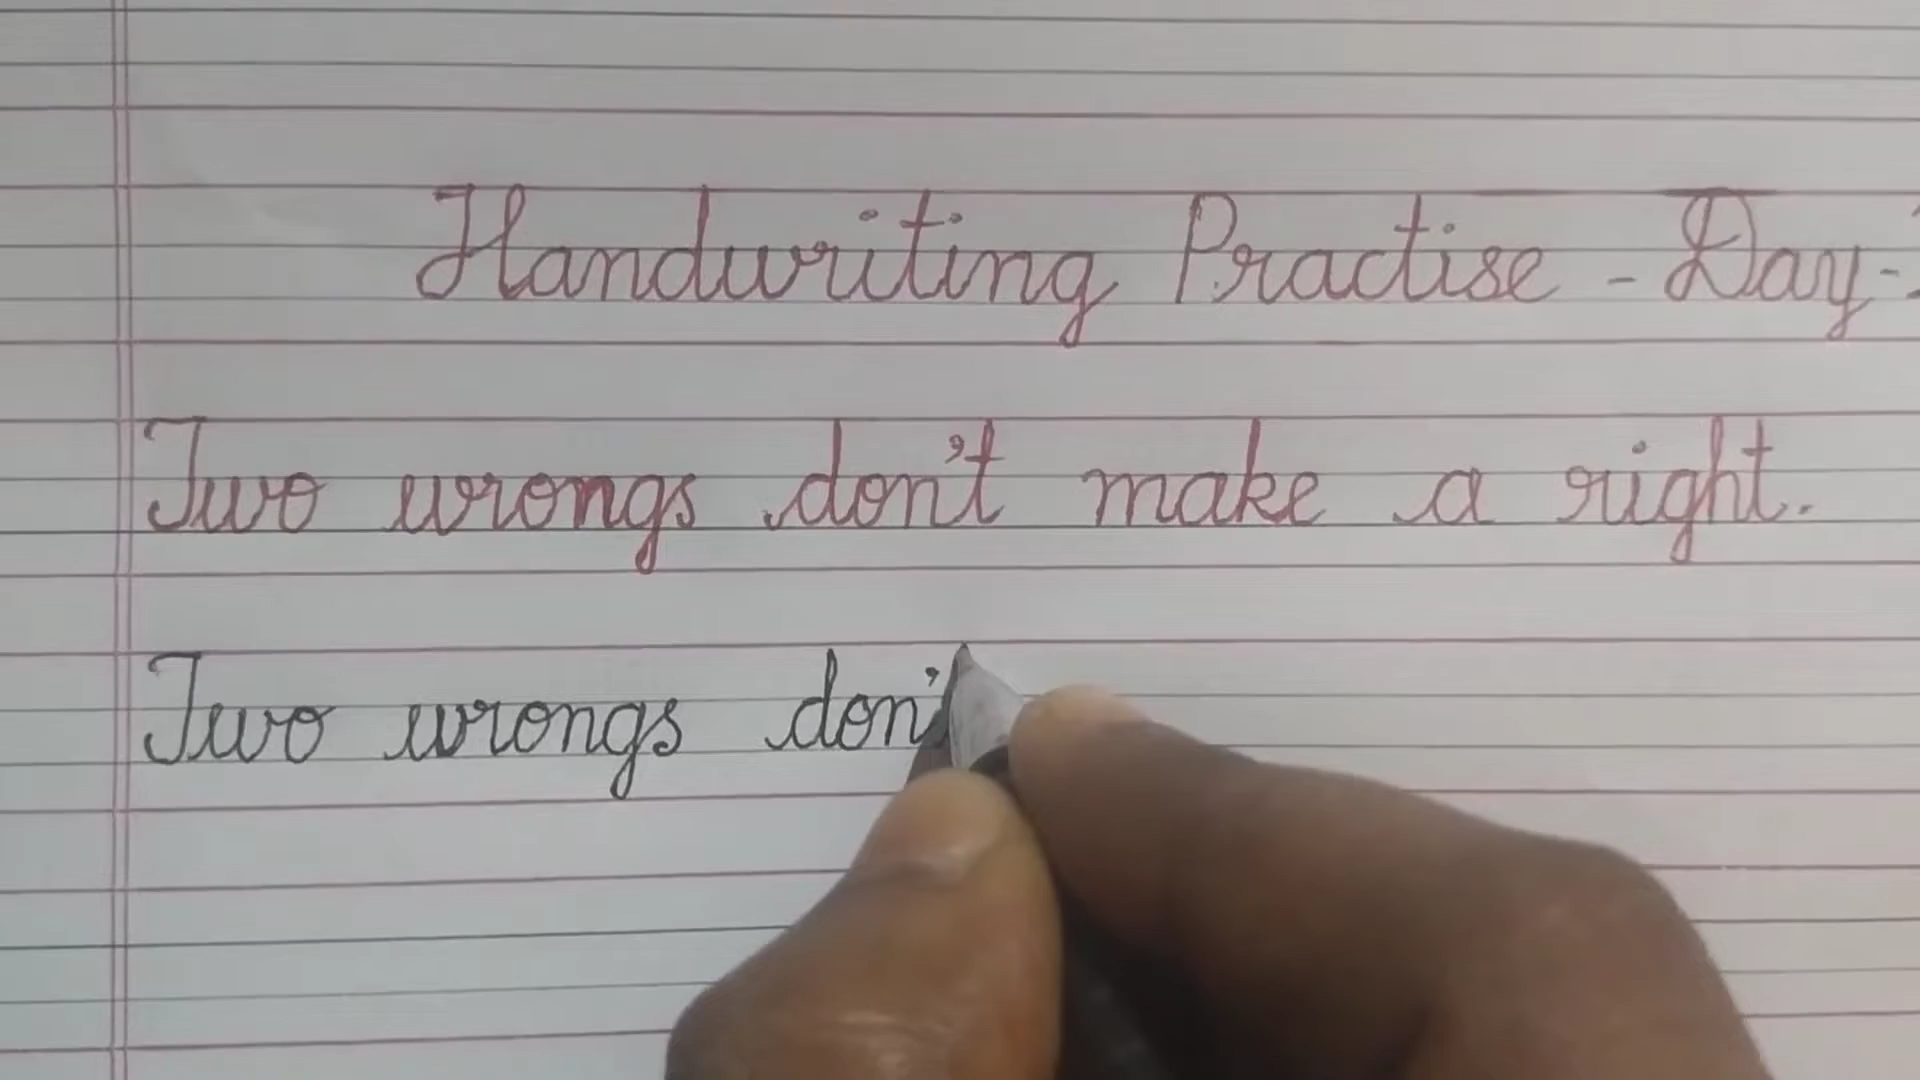 Handwriting Practise - Day-
Two wrongs don't make a right.
Two wrongs don'